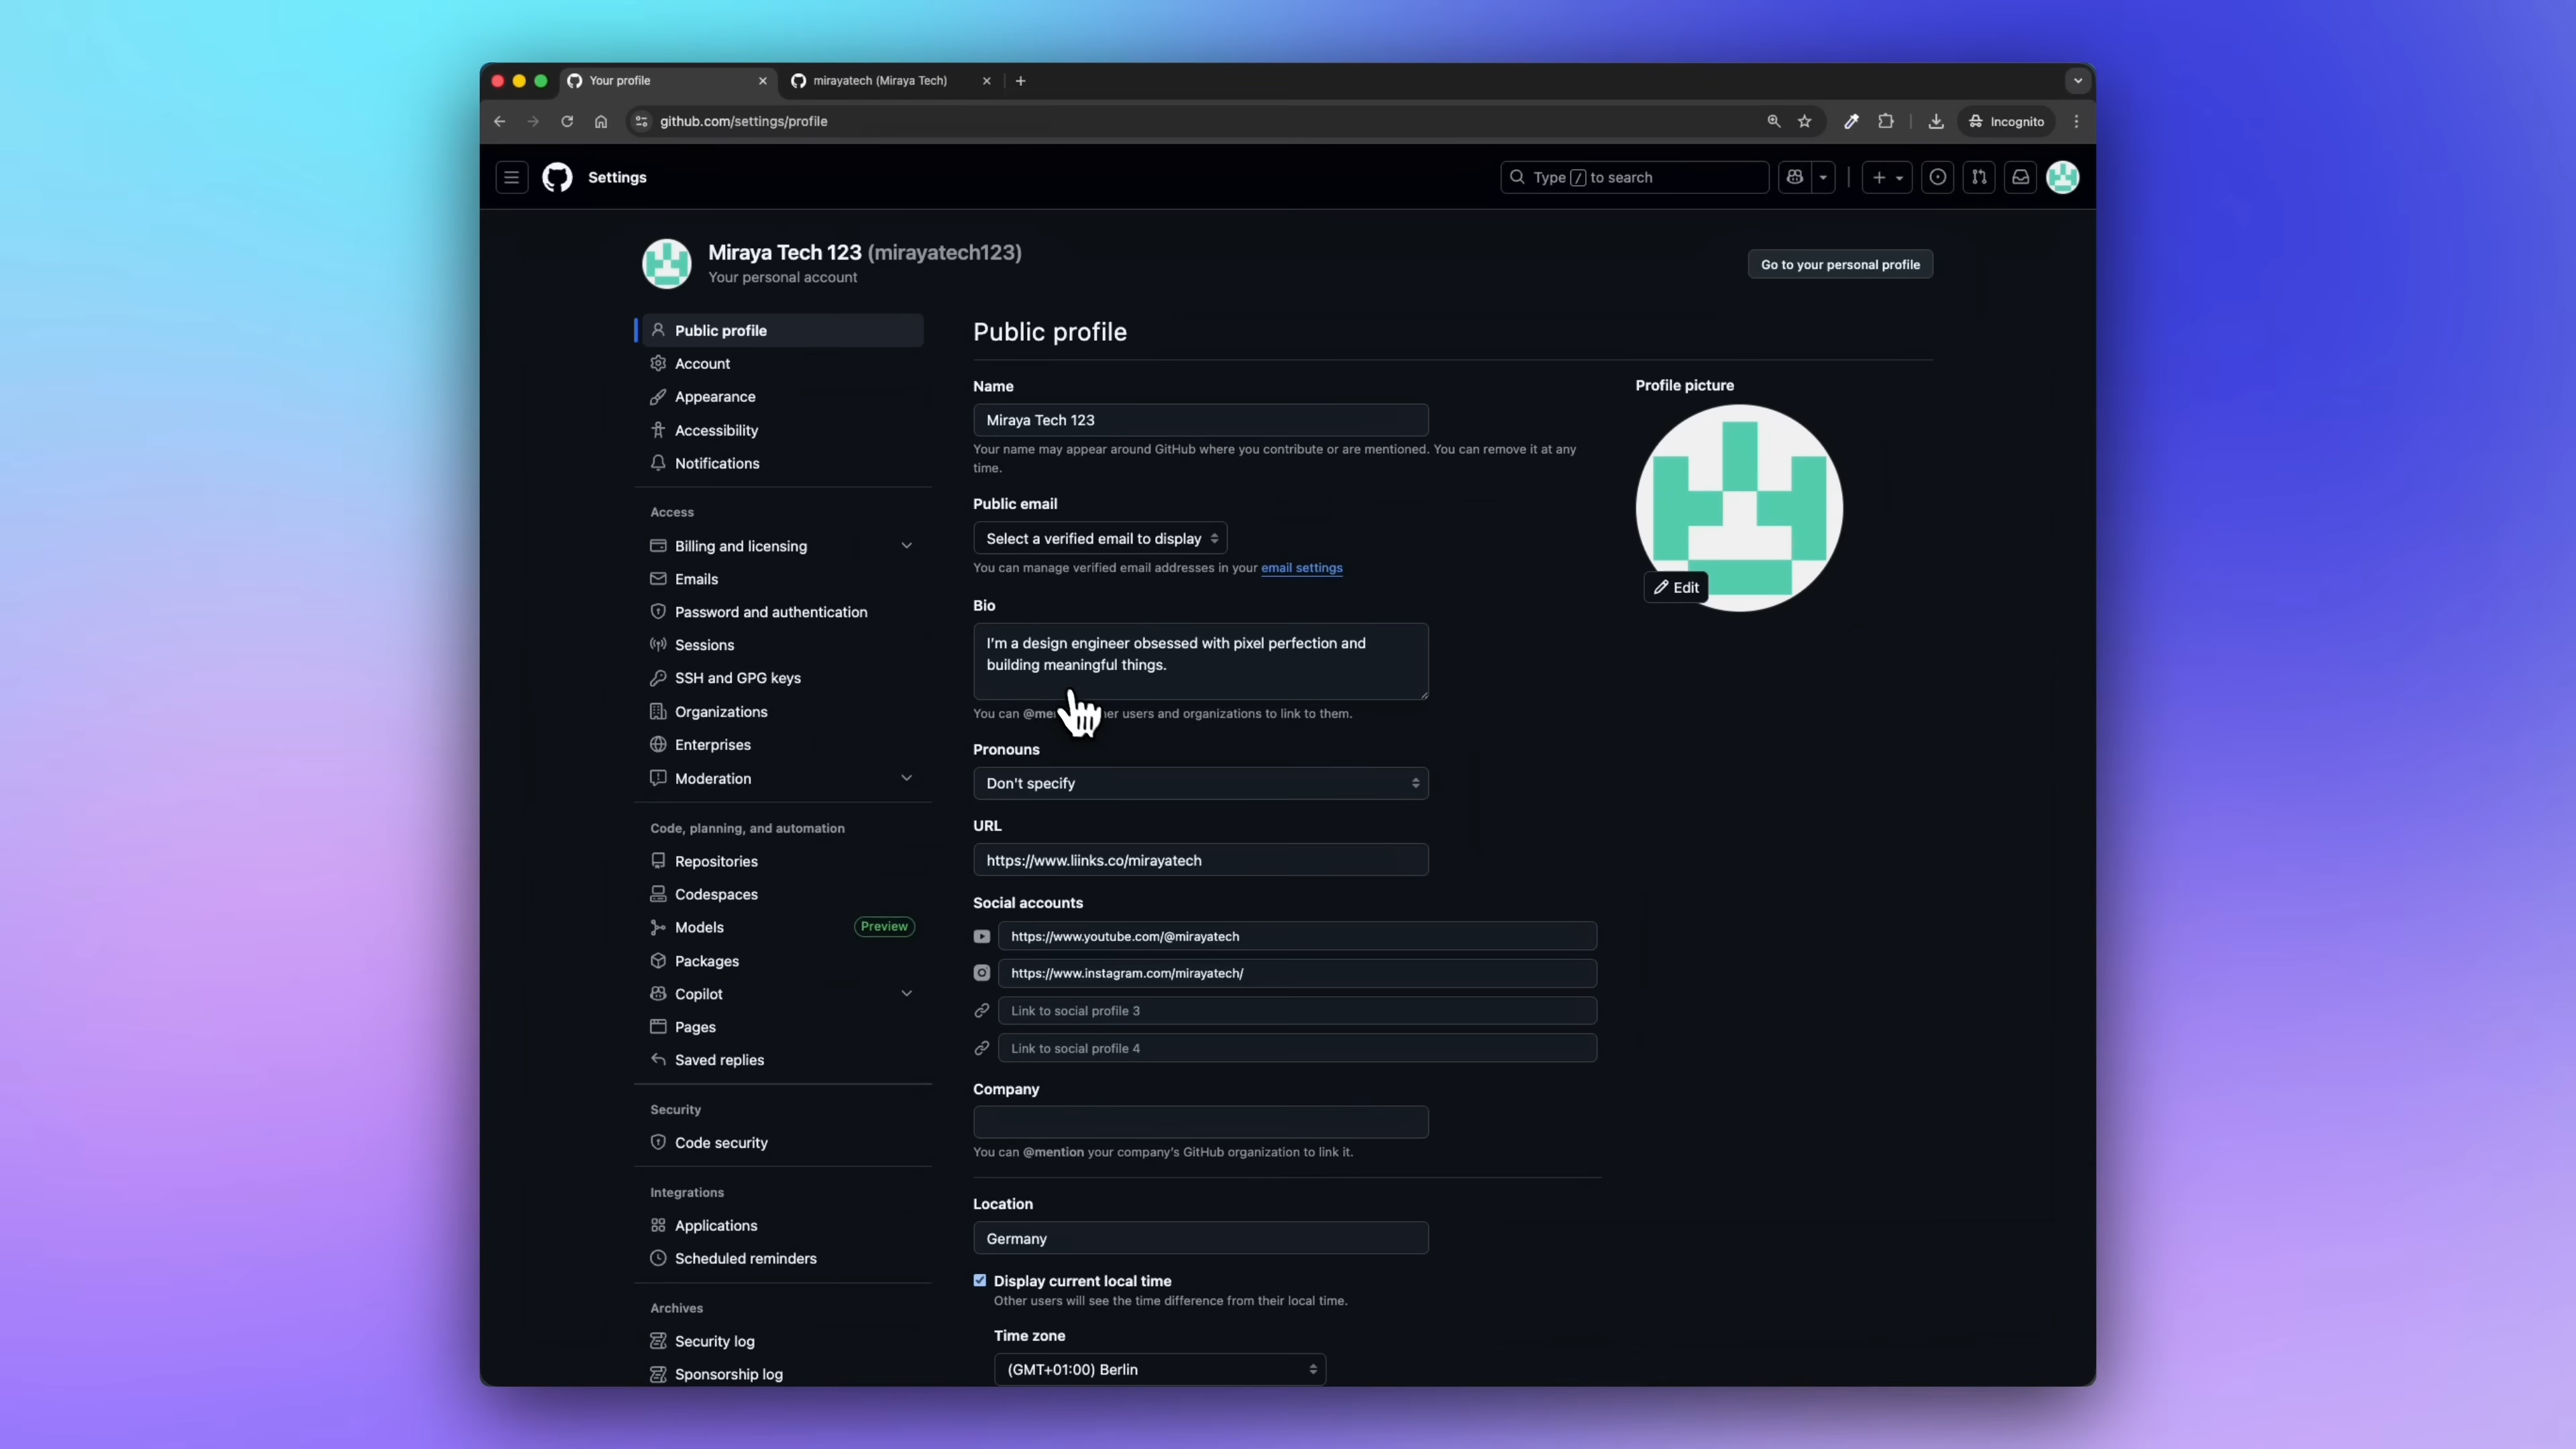 Your profile
mirayatech (Miraya Tech)
github.com/settings/profile
Incognito
Settings
Type / to search
Miraya Tech 123 (mirayatech123)
Your personal account
Go to your personal profile
Public profile
Account
Appearance
Accessibility
Notifications
Access
Billing and licensing
Emails
Password and authentication
Sessions
SSH and GPG keys
Organizations
Enterprises
Moderation
Code, planning, and automation
Repositories
Codespaces
Models
Preview
Packages
Copilot
Pages
Saved replies
Security
Code security
Integrations
Applications
Scheduled reminders
Archives
Security log
Sponsorship log
Public profile
Name
Miraya Tech 123
Your name may appear around GitHub where you contribute or are mentioned. You can remove it at any
time.
Public email
Select a verified email to display
You can manage verified email addresses in your email settings
Bio
I'm a design engineer obsessed with pixel perfection and
building meaningful things.
You can users and organizations to link to them.
Pronouns
Don't specify
URL
https://www.liinks.co/mirayatech
Social accounts
https://www.youtube.com/@mirayatech
https://www.instagram.com/mirayatech/
Link to social profile 3
Link to social profile 4
Company
You can @mention your company's GitHub organization to link it.
Location
Germany
Display current local time
Other users will see the time difference from their local time.
Time zone
(GMT+01:00) Berlin
Profile picture
Edit